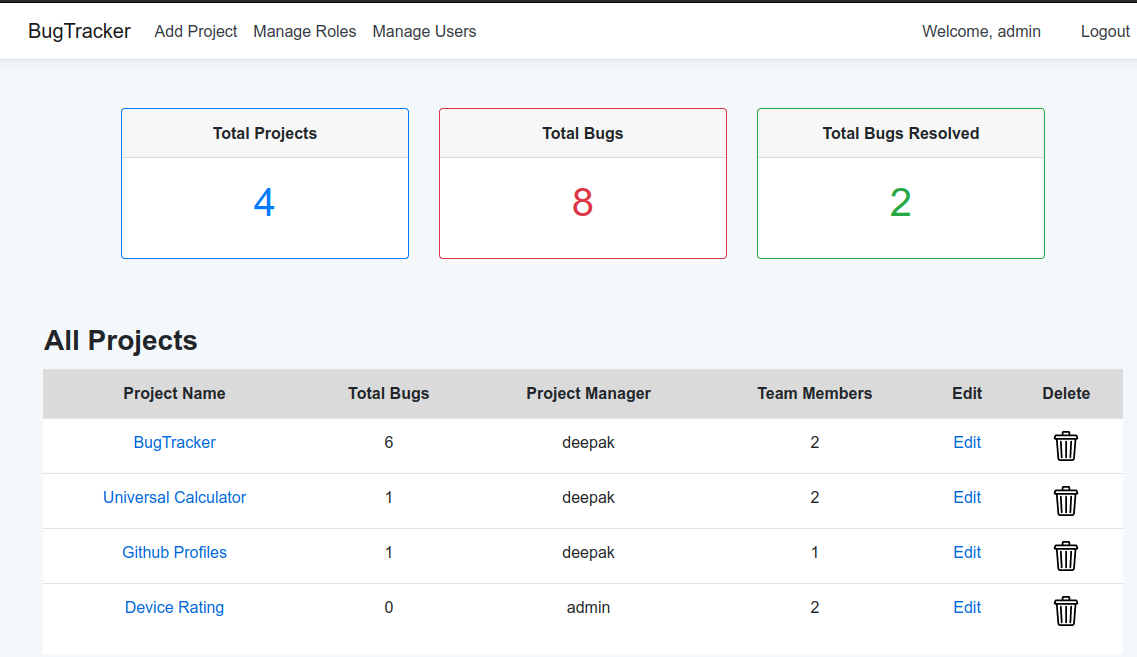 BugTracker Add Project Manage Roles Manage Users Welcome, admin Logout
Total Projects Total Bugs Total Bugs Resolved
4 8 2
All Projects
Project Name Total Bugs Project Manager Team Members Edit Delete
BugTracker 6 deepak 2 Edit
Universal Calculator 1 deepak 2 Edit
Github Profiles 1 deepak 1 Edit
Device Rating 0 admin 2 Edit